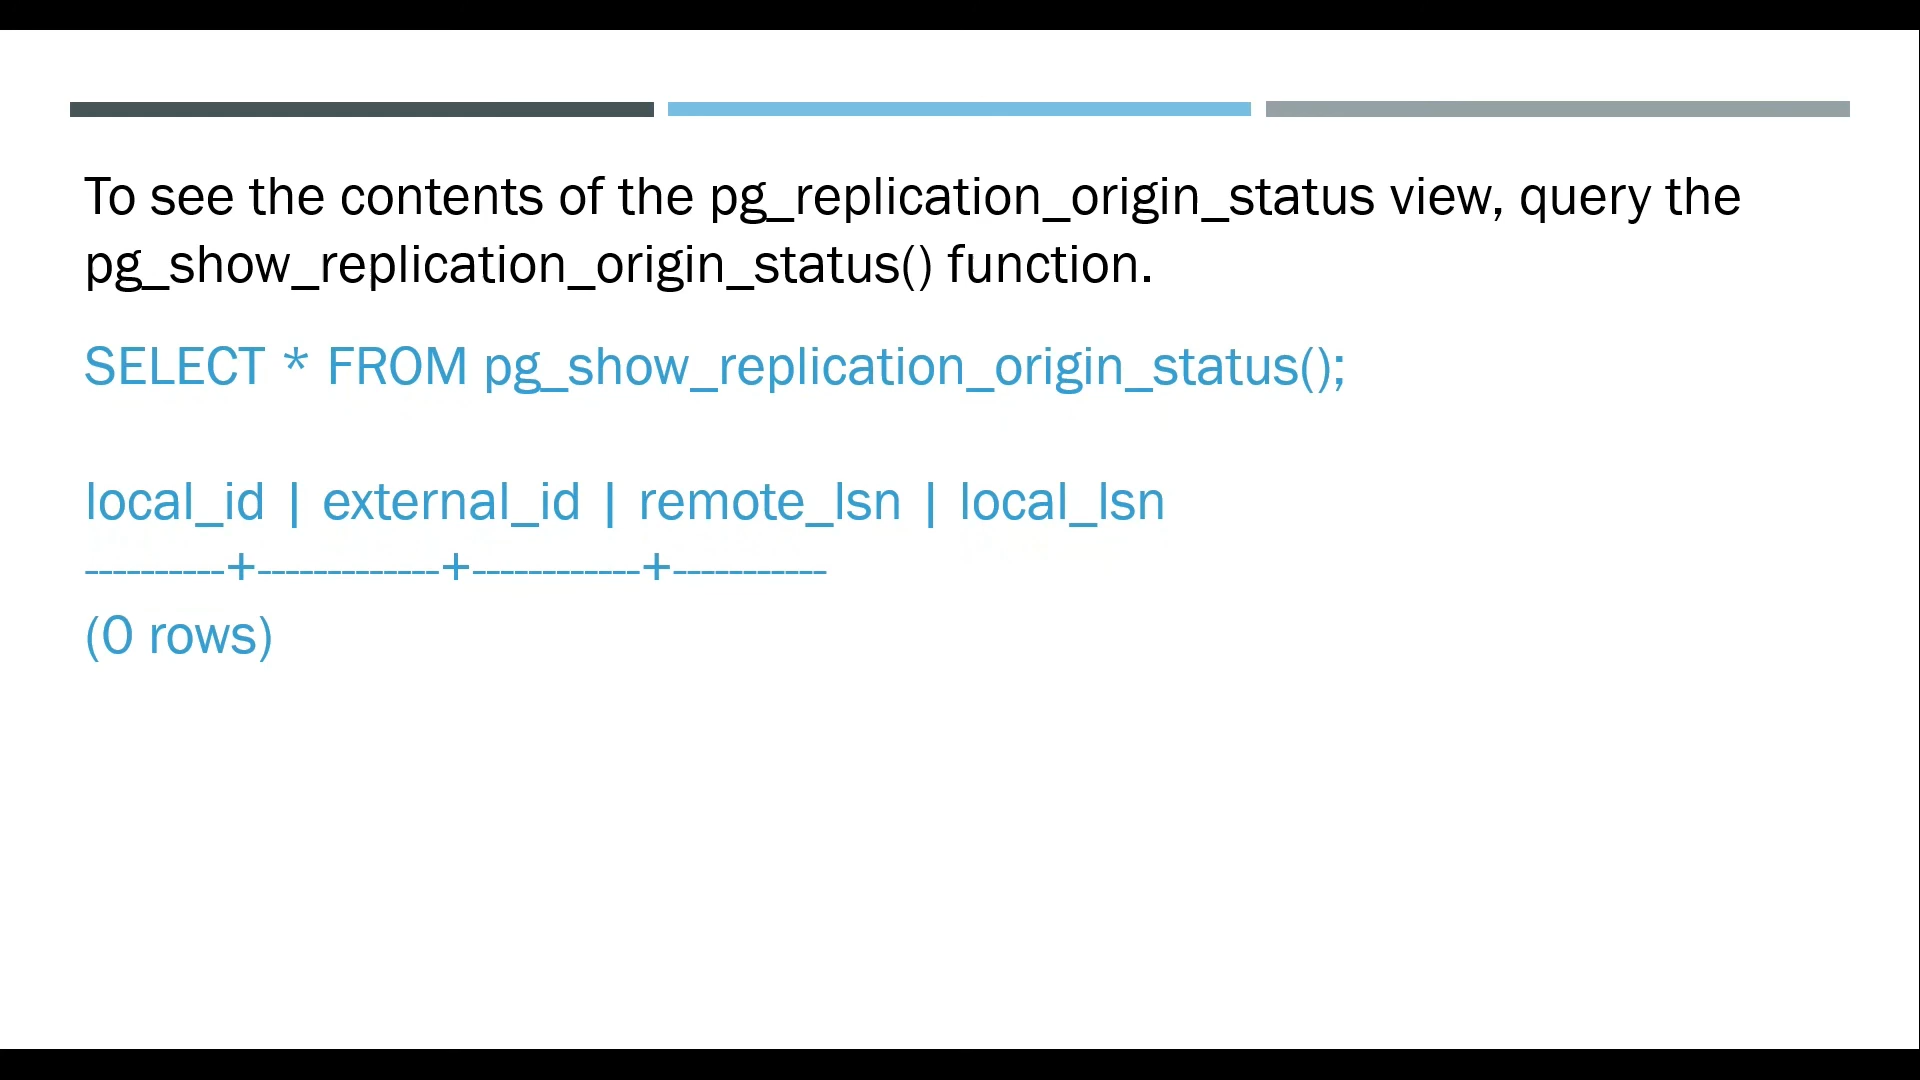 To see the contents of the pg_replication_origin_status view, query the
pg_show_replication_origin_status() function.
SELECT * FROM pg_show_replication_origin_status();
local_id | external_id | remote_lsn | local_lsn
----------+-------------+------------+-----------
(0 rows)